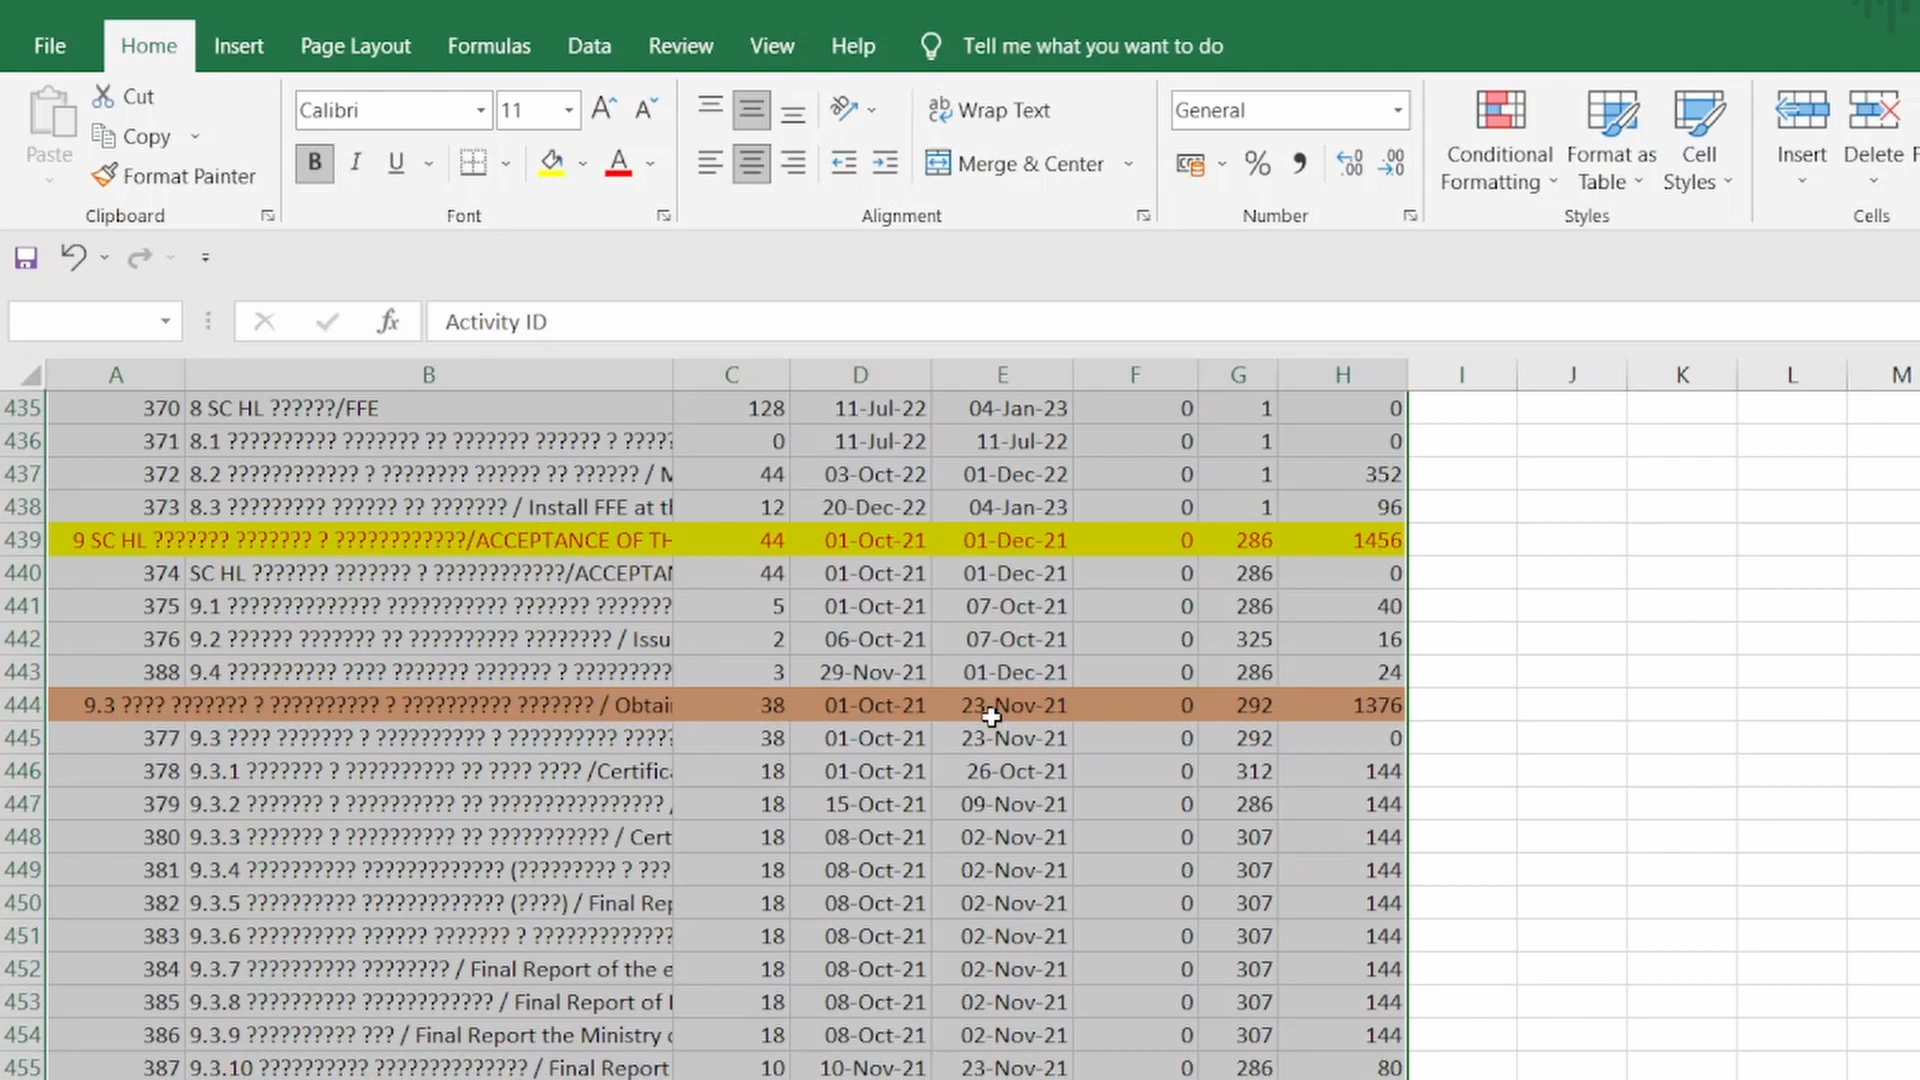 File Home Insert Page Layout Formulas Data Review View Help Tell me what you want to do
Paste Cut Copy Format Painter Clipboard
Calibri 11 A A B I U A Font
Wrap Text Merge & Center Alignment
General % , Number
Conditional Formatting Format as Table Cell Styles Styles
Insert Delete Cells
fx Activity ID
A B C D E F G H I J K L M
435 370 8 SC HL ??????/FFE 128 11-Jul-22 04-Jan-23 0 1 0
436 371 8.1 ?????????? ??????? ?? ??????? ?????? ? ????? 0 11-Jul-22 11-Jul-22 0 1 0
437 372 8.2 ???????????? ? ???????? ?????? ?? ?????? / M 44 03-Oct-22 01-Dec-22 0 1 352
438 373 8.3 ????????? ?????? ?? ??????? / Install FFE at th 12 20-Dec-22 04-Jan-23 0 1 96
439 9 SC HL ??????? ??????? ? ????????????/ACCEPTANCE OF TH 44 01-Oct-21 01-Dec-21 0 286 1456
440 374 SC HL ??????? ??????? ? ????????????/ACCEPTAN 44 01-Oct-21 01-Dec-21 0 286 0
441 375 9.1 ?????????????? ??????????? ??????? ??????? 5 01-Oct-21 07-Oct-21 0 286 40
442 376 9.2 ?????? ??????? ?? ?????????? ???????? / Issu 2 06-Oct-21 07-Oct-21 0 325 16
443 388 9.4 ?????????? ???? ??????? ??????? ? ????????? 3 29-Nov-21 01-Dec-21 0 286 24
444 9.3 ???? ??????? ? ?????????? ? ?????????? ??????? / Obtai 38 01-Oct-21 23-Nov-21 0 292 1376
445 377 9.3 ???? ??????? ? ?????????? ? ?????????? ????? 38 01-Oct-21 23-Nov-21 0 292 0
446 378 9.3.1 ??????? ? ?????????? ?? ???? ???? /Certifica 18 01-Oct-21 26-Oct-21 0 312 144
447 379 9.3.2 ??????? ? ?????????? ?? ???????????????? / 18 15-Oct-21 09-Nov-21 0 286 144
448 380 9.3.3 ??????? ? ?????????? ?? ??????????? / Cert 18 08-Oct-21 02-Nov-21 0 307 144
449 381 9.3.4 ?????????? ????????????? (????????? ? ??? 18 08-Oct-21 02-Nov-21 0 307 144
450 382 9.3.5 ?????????? ????????????? (????) / Final Rep 18 08-Oct-21 02-Nov-21 0 307 144
451 383 9.3.6 ?????????? ?????? ??????? ? ????????????? 18 08-Oct-21 02-Nov-21 0 307 144
452 384 9.3.7 ?????????? ???????? / Final Report of the e 18 08-Oct-21 02-Nov-21 0 307 144
453 385 9.3.8 ?????????? ???????????? / Final Report of 18 08-Oct-21 02-Nov-21 0 307 144
454 386 9.3.9 ?????????? ??? / Final Report the Ministry 18 08-Oct-21 02-Nov-21 0 307 144
455 387 9.3.10 ?????????? ????????????? / Final Report 10 10-Nov-21 23-Nov-21 0 286 80